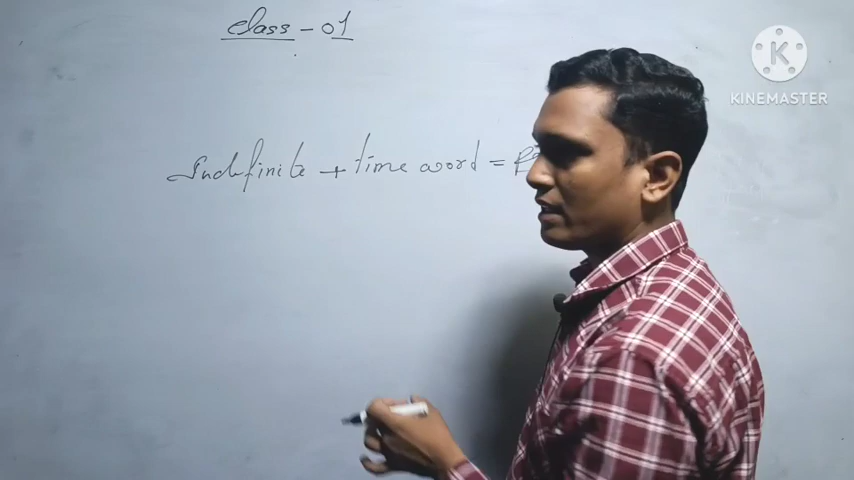 class - 01
Indefinite + time word =
K
KINEMASTER